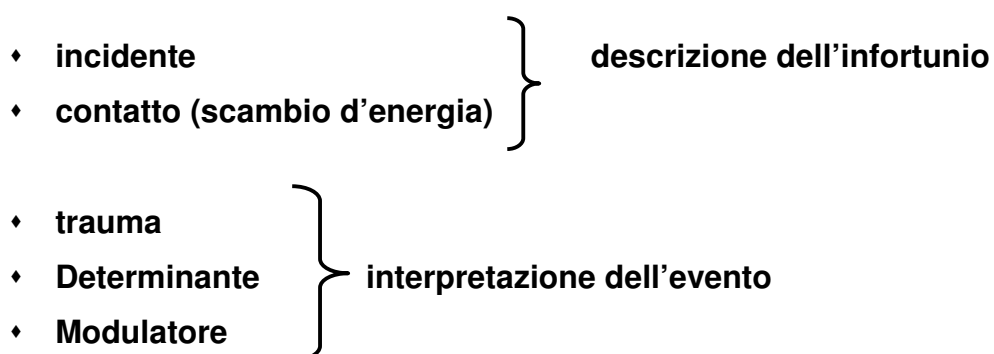 ⬧ incidente descrizione dell’infortunio
⬧ contatto (scambio d’energia)
⬧ trauma
⬧ Determinante interpretazione dell’evento
⬧ Modulatore